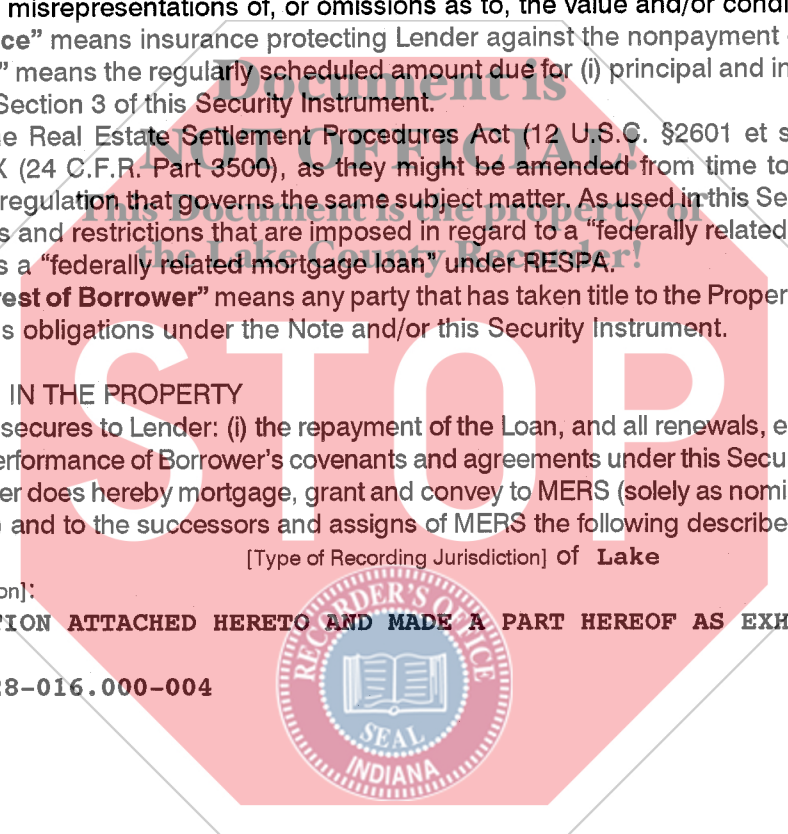 misrepresentations of, or omissions as to, the value and/or condi
ce” means insurance protecting Lender against the nonpayment
” means the regularly scheduled amount due for (i) principal and in
Section 3 of this Security Instrument.
e Real Estate Settlement Procedures Act (12 U.S.C. §2601 et s
X (24 C.F.R. Part 3500), as they might be amended from time to
regulation that governs the same subject matter. As used in this Se
s and restrictions that are imposed in regard to a “federally related
s a “federally related mortgage loan” under RESPA.
rest of Borrower” means any party that has taken title to the Proper
s obligations under the Note and/or this Security Instrument.
IN THE PROPERTY
secures to Lender: (i) the repayment of the Loan, and all renewals, e
erformance of Borrower’s covenants and agreements under this Secu
er does hereby mortgage, grant and convey to MERS (solely as nomi
and to the successors and assigns of MERS the following describe
[Type of Recording Jurisdiction] of Lake
on]:
TION ATTACHED HERETO AND MADE A PART HEREOF AS EXH
28-016.000-004
Document is
NOT OFFICIAL!
This Document is the property of
the Lake County Recorder!
STOP
RECORDER'S OFFICE
SEAL
INDIANA